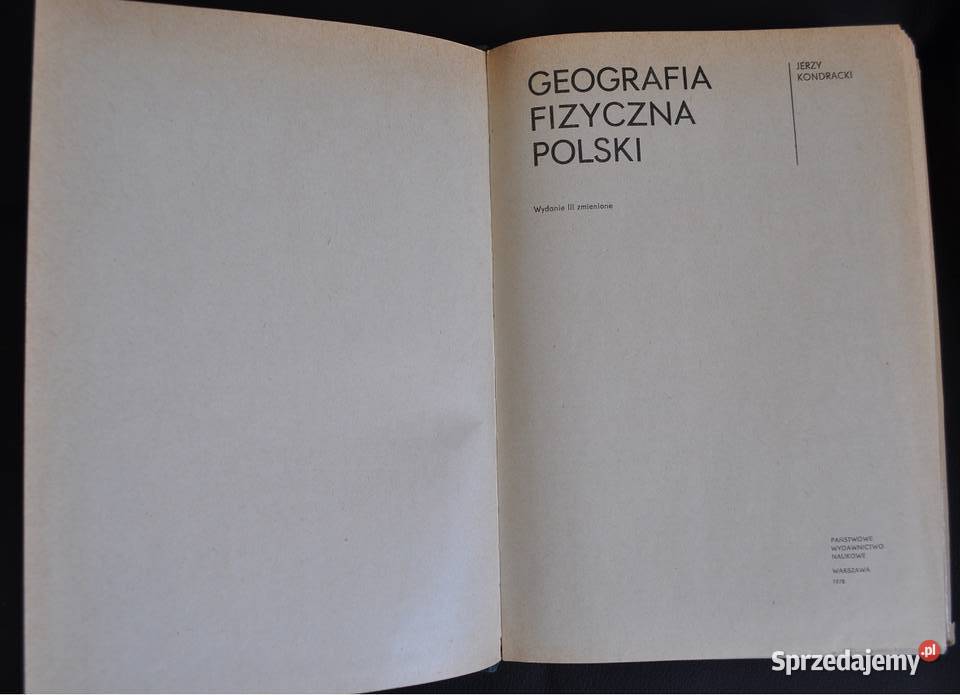 GEOGRAFIA
FIZYCZNA
POLSKI
JERZY
KONDRACKI
Wydanie III zmienione
PAŃSTWOWE
WYDAWNICTWO
NAUKOWE
WARSZAWA
1978
Sprzedajemy.pl